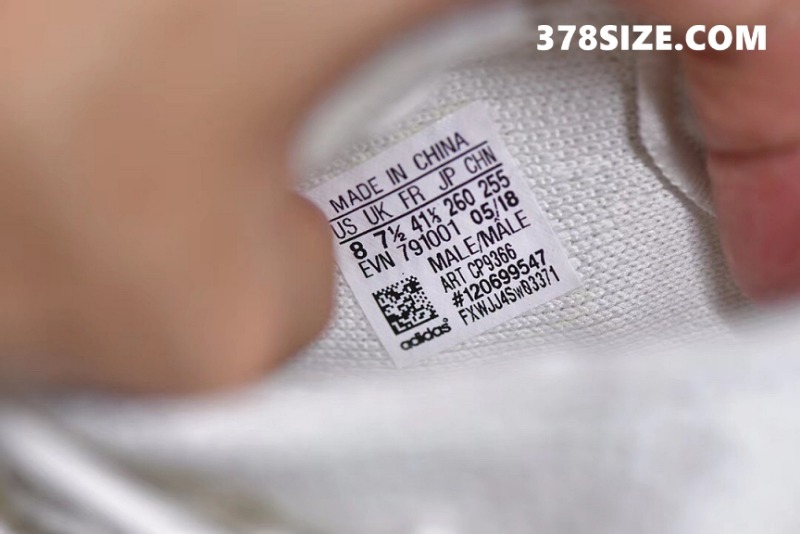 378SIZE.COM
MADE IN CHINA
US UK FR JP CHN
8 7½ 41⅓ 260 255
EVN 791001 05/18
MALE/MÂLE
ART CP9366
#120699547
FXWJJ4SW03371
adidas